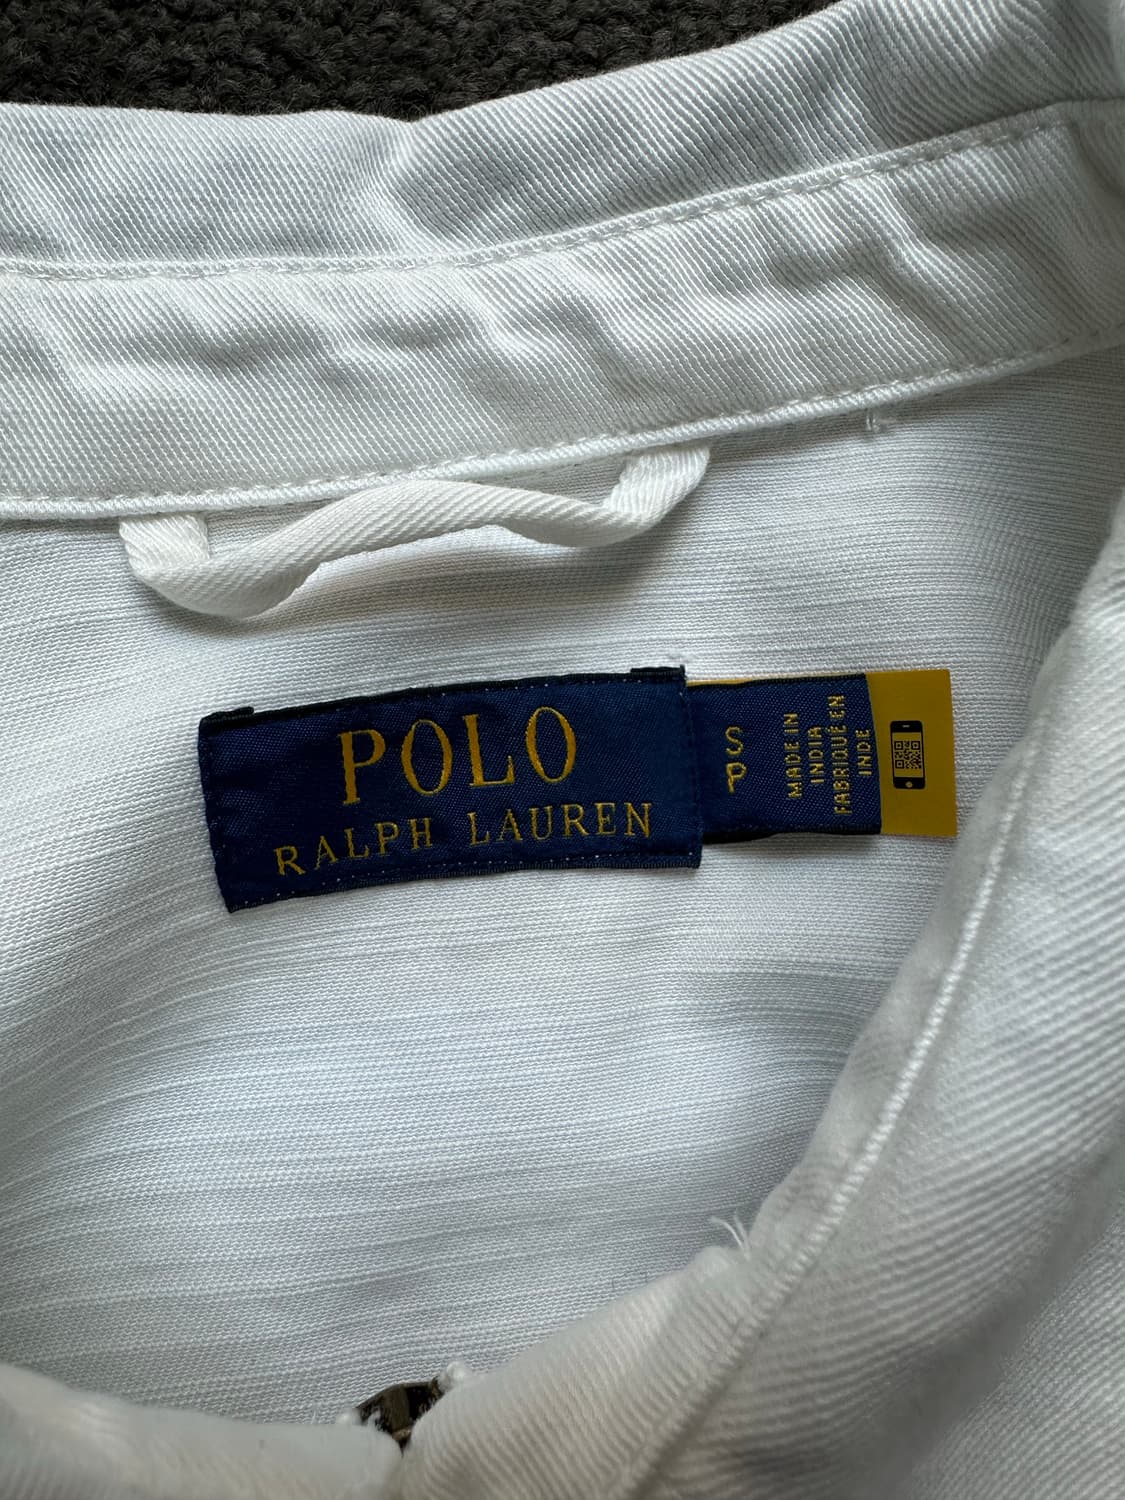 POLO
RALPH LAUREN
S
P
MADE IN
INDIA
FABRIQUÉ EN
INDE